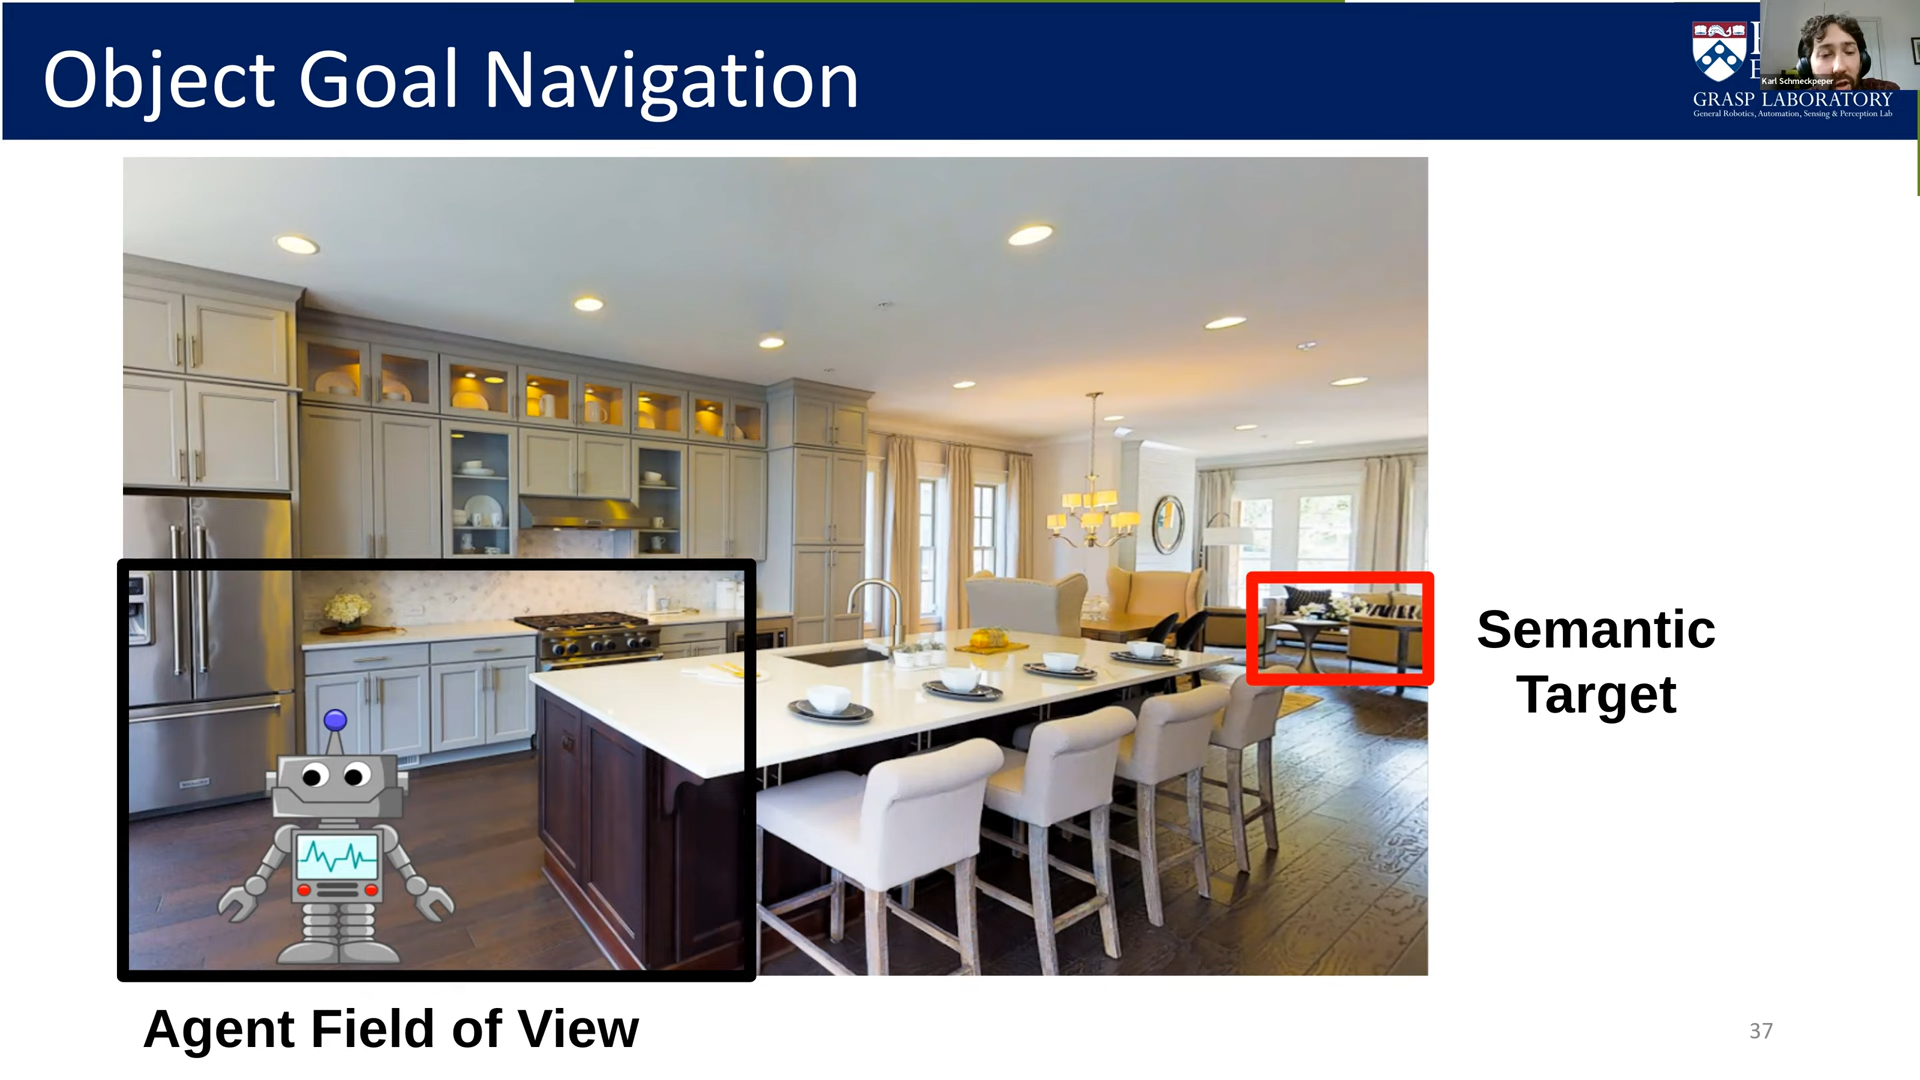 Object Goal Navigation
Karl Schmeckpeper
GRASP LABORATORY
General Robotics, Automation, Sensing & Perception Lab
Semantic
Target
Agent Field of View
37